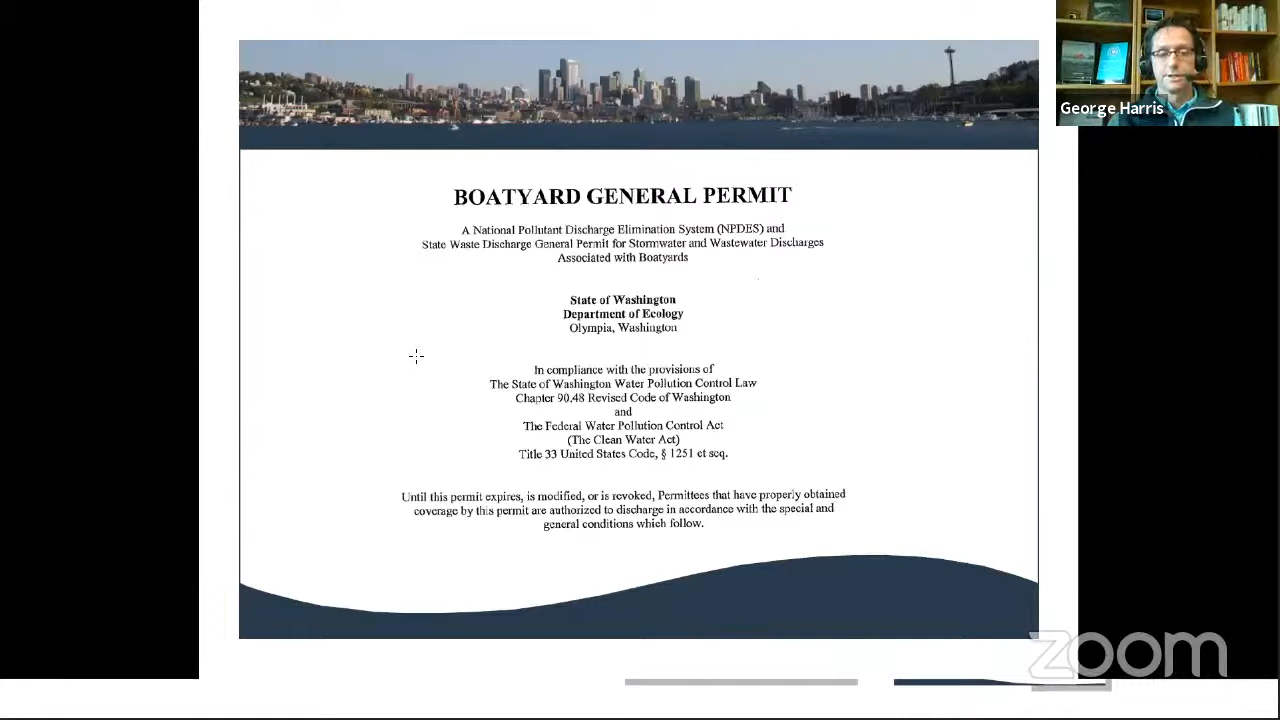 George Harris
BOATYARD GENERAL PERMIT
A National Pollutant Discharge Elimination System (NPDES) and
State Waste Discharge General Permit for Stormwater and Wastewater Discharges
Associated with Boatyards
State of Washington
Department of Ecology
Olympia, Washington
In compliance with the provisions of
The State of Washington Water Pollution Control Law
Chapter 90.48 Revised Code of Washington
and
The Federal Water Pollution Control Act
(The Clean Water Act)
Title 33 United States Code, § 1251 et seq.
Until this permit expires, is modified, or is revoked, Permittees that have properly obtained
coverage by this permit are authorized to discharge in accordance with the special and
general conditions which follow.
zoom